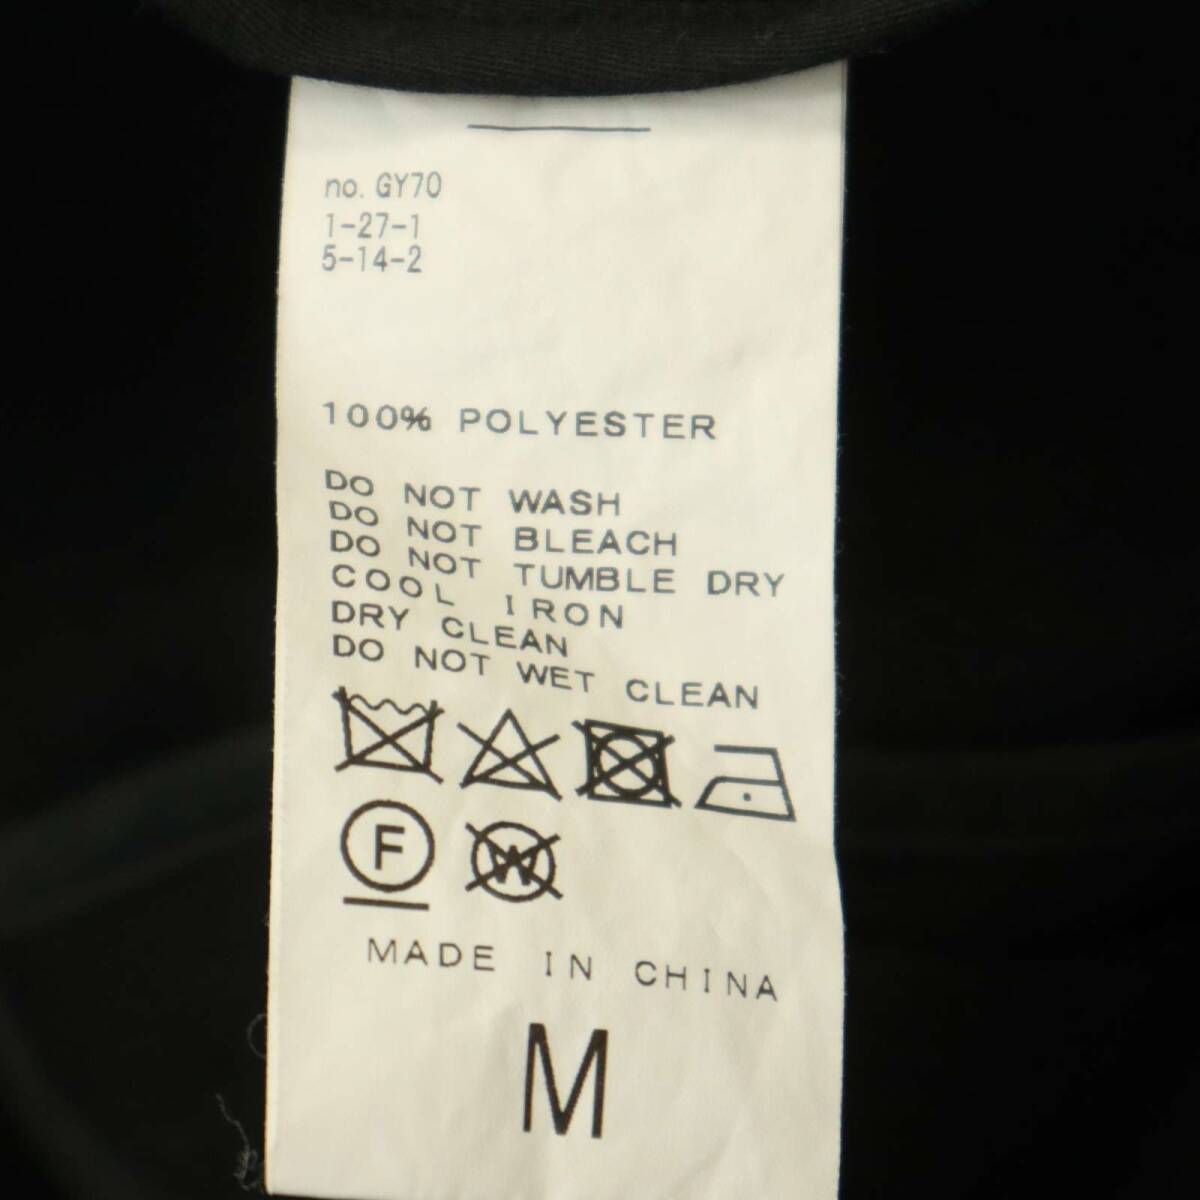 no. GY70
1-27-1
5-14-2
100% POLYESTER
DO NOT WASH
DO NOT BLEACH
DO NOT TUMBLE DRY
COOL IRON
DRY CLEAN
DO NOT WET CLEAN
F W
MADE IN CHINA
M